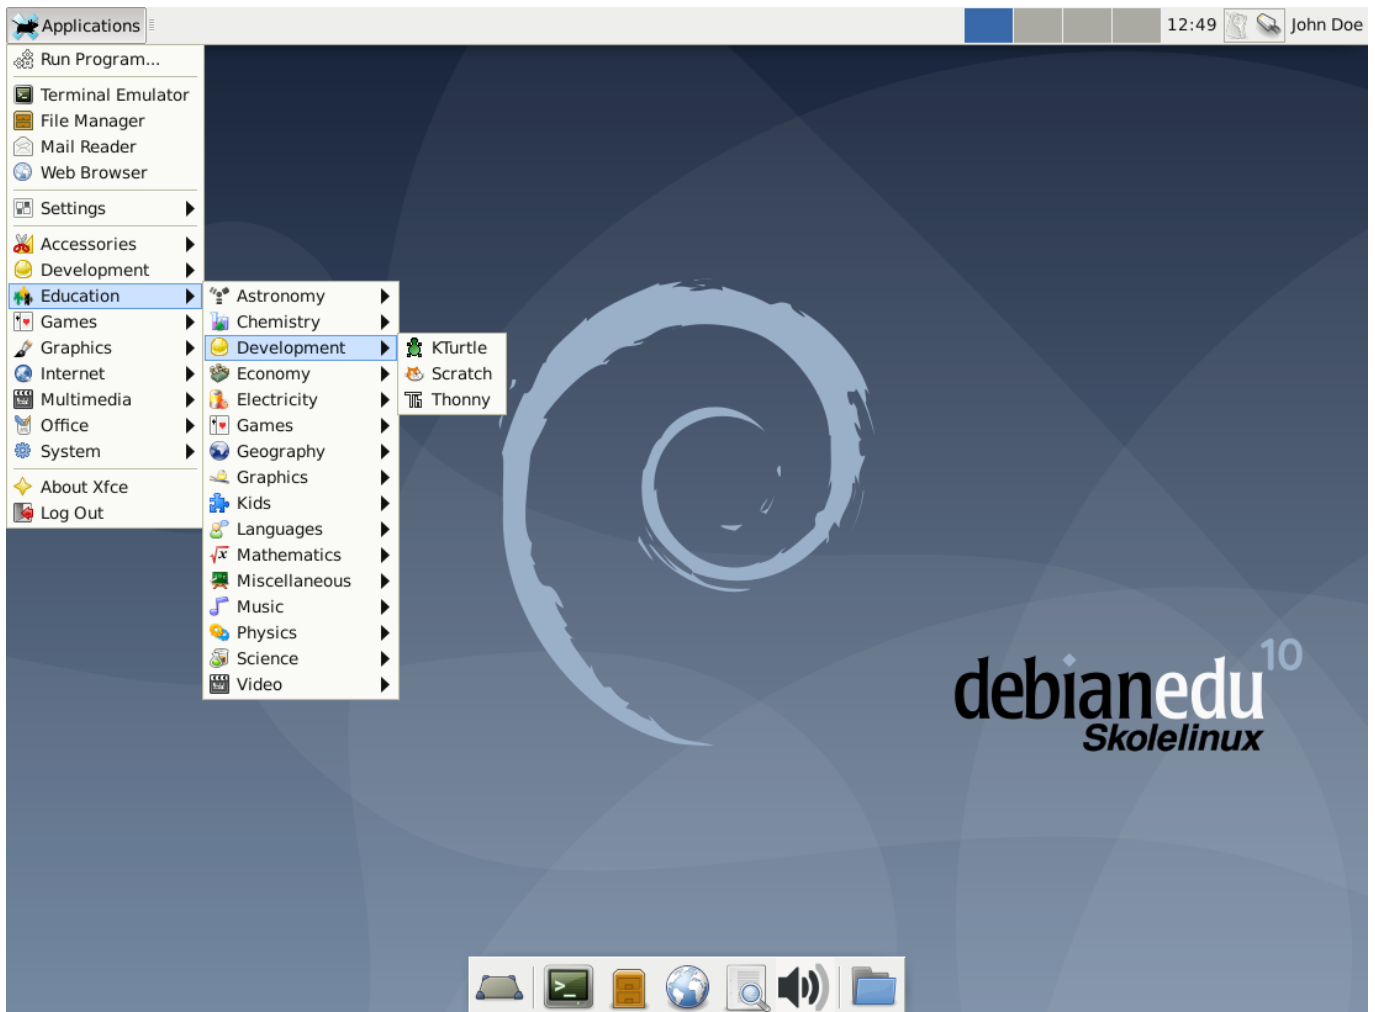 Applications
12:49
John Doe
Run Program...
Terminal Emulator
File Manager
Mail Reader
Web Browser
Settings
Accessories
Development
Education
Games
Graphics
Internet
Multimedia
Office
System
About Xfce
Log Out
Astronomy
Chemistry
Development
Economy
Electricity
Games
Geography
Graphics
Kids
Languages
Mathematics
Miscellaneous
Music
Physics
Science
Video
KTurtle
Scratch
Thonny
debianedu 10
Skolelinux